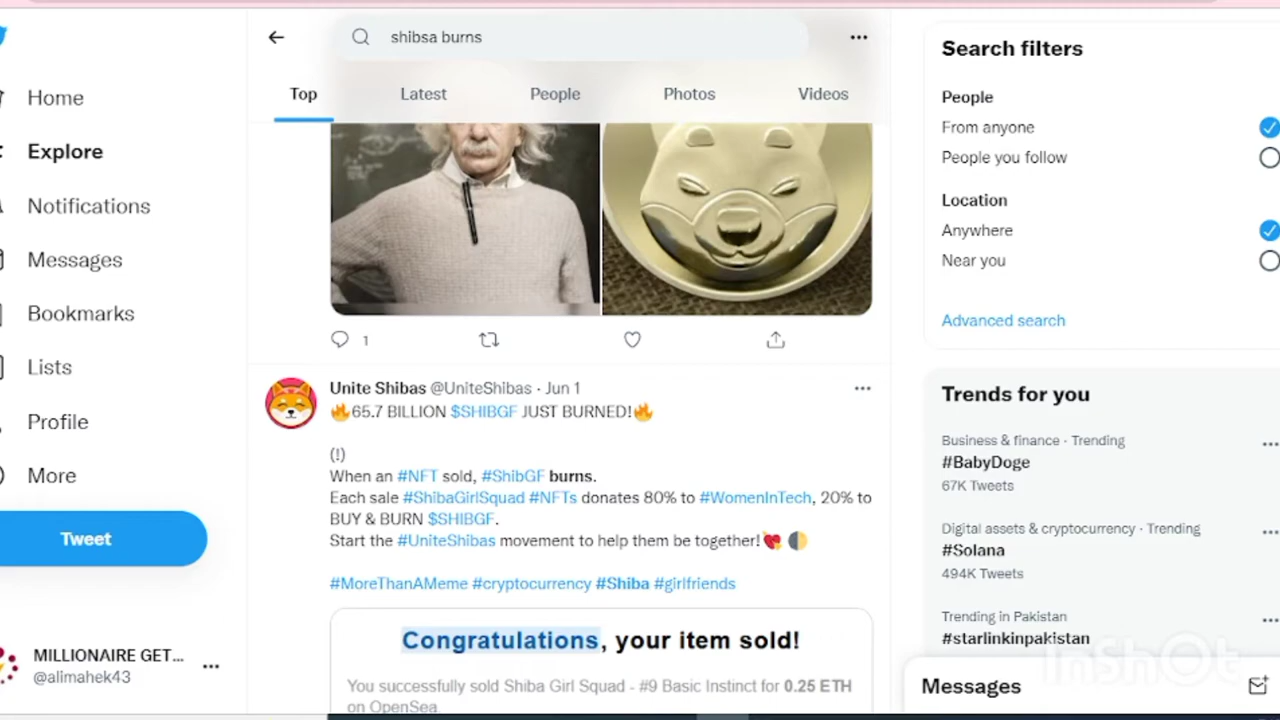 shibsa burns
Top
Latest
People
Photos
Videos
Home
Explore
Notifications
Messages
Bookmarks
Lists
Profile
More
Tweet
MILLIONAIRE GET...
@alimahek43
1
Unite Shibas @UniteShibas · Jun 1
🔥65.7 BILLION $SHIBGF JUST BURNED!🔥
(!)
When an #NFT sold, #ShibGF burns.
Each sale #ShibaGirlSquad #NFTs donates 80% to #WomenInTech, 20% to
BUY & BURN $SHIBGF.
Start the #UniteShibas movement to help them be together!💘 🌗
#MoreThanAMeme #cryptocurrency #Shiba #girlfriends
Congratulations, your item sold!
You successfully sold Shiba Girl Squad - #9 Basic Instinct for 0.25 ETH
on OpenSea.
Search filters
People
From anyone
People you follow
Location
Anywhere
Near you
Advanced search
Trends for you
Business & finance · Trending
#BabyDoge
67K Tweets
Digital assets & cryptocurrency · Trending
#Solana
494K Tweets
Trending in Pakistan
#starlinkinpakistan
Messages
InShOt